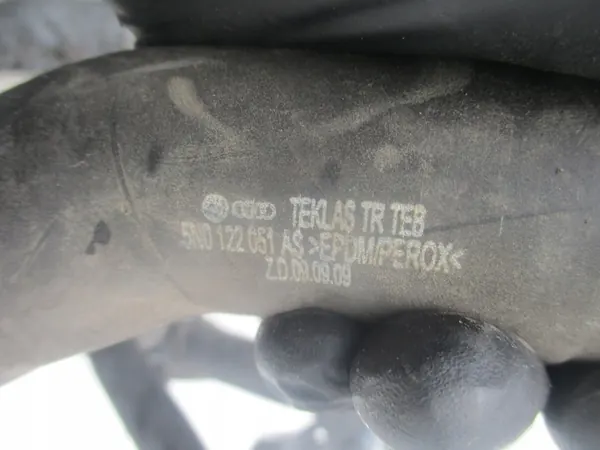 TEKLAS TR TEB
5N0 122 051 AS >EPDM/PEROX<
Z.D.09.09.09